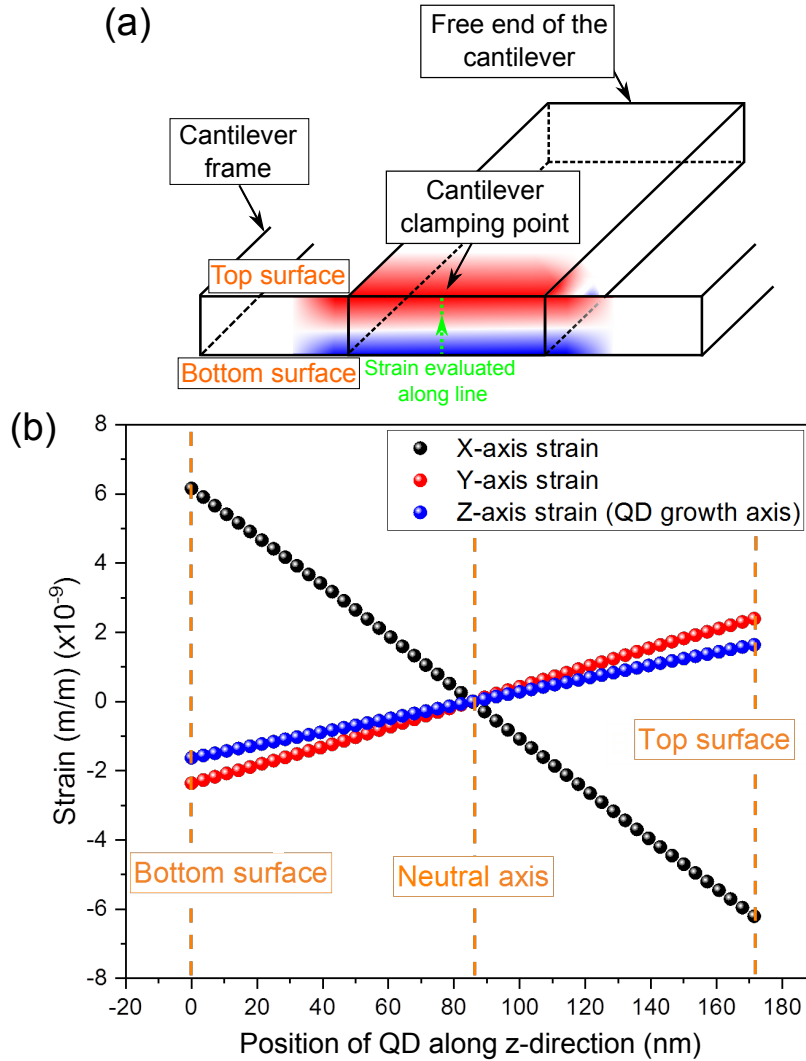 (a)
Free end of the
cantilever
Cantilever
frame
Cantilever
clamping point
Top surface
Bottom surface
Strain evaluated
along line
(b)
X-axis strain
Y-axis strain
Z-axis strain (QD growth axis)
Strain (m/m) (x10⁻⁹)
8
6
4
2
0
-2
-4
-6
-8
Top surface
Bottom surface
Neutral axis
-20 0 20 40 60 80 100 120 140 160 180
Position of QD along z-direction (nm)